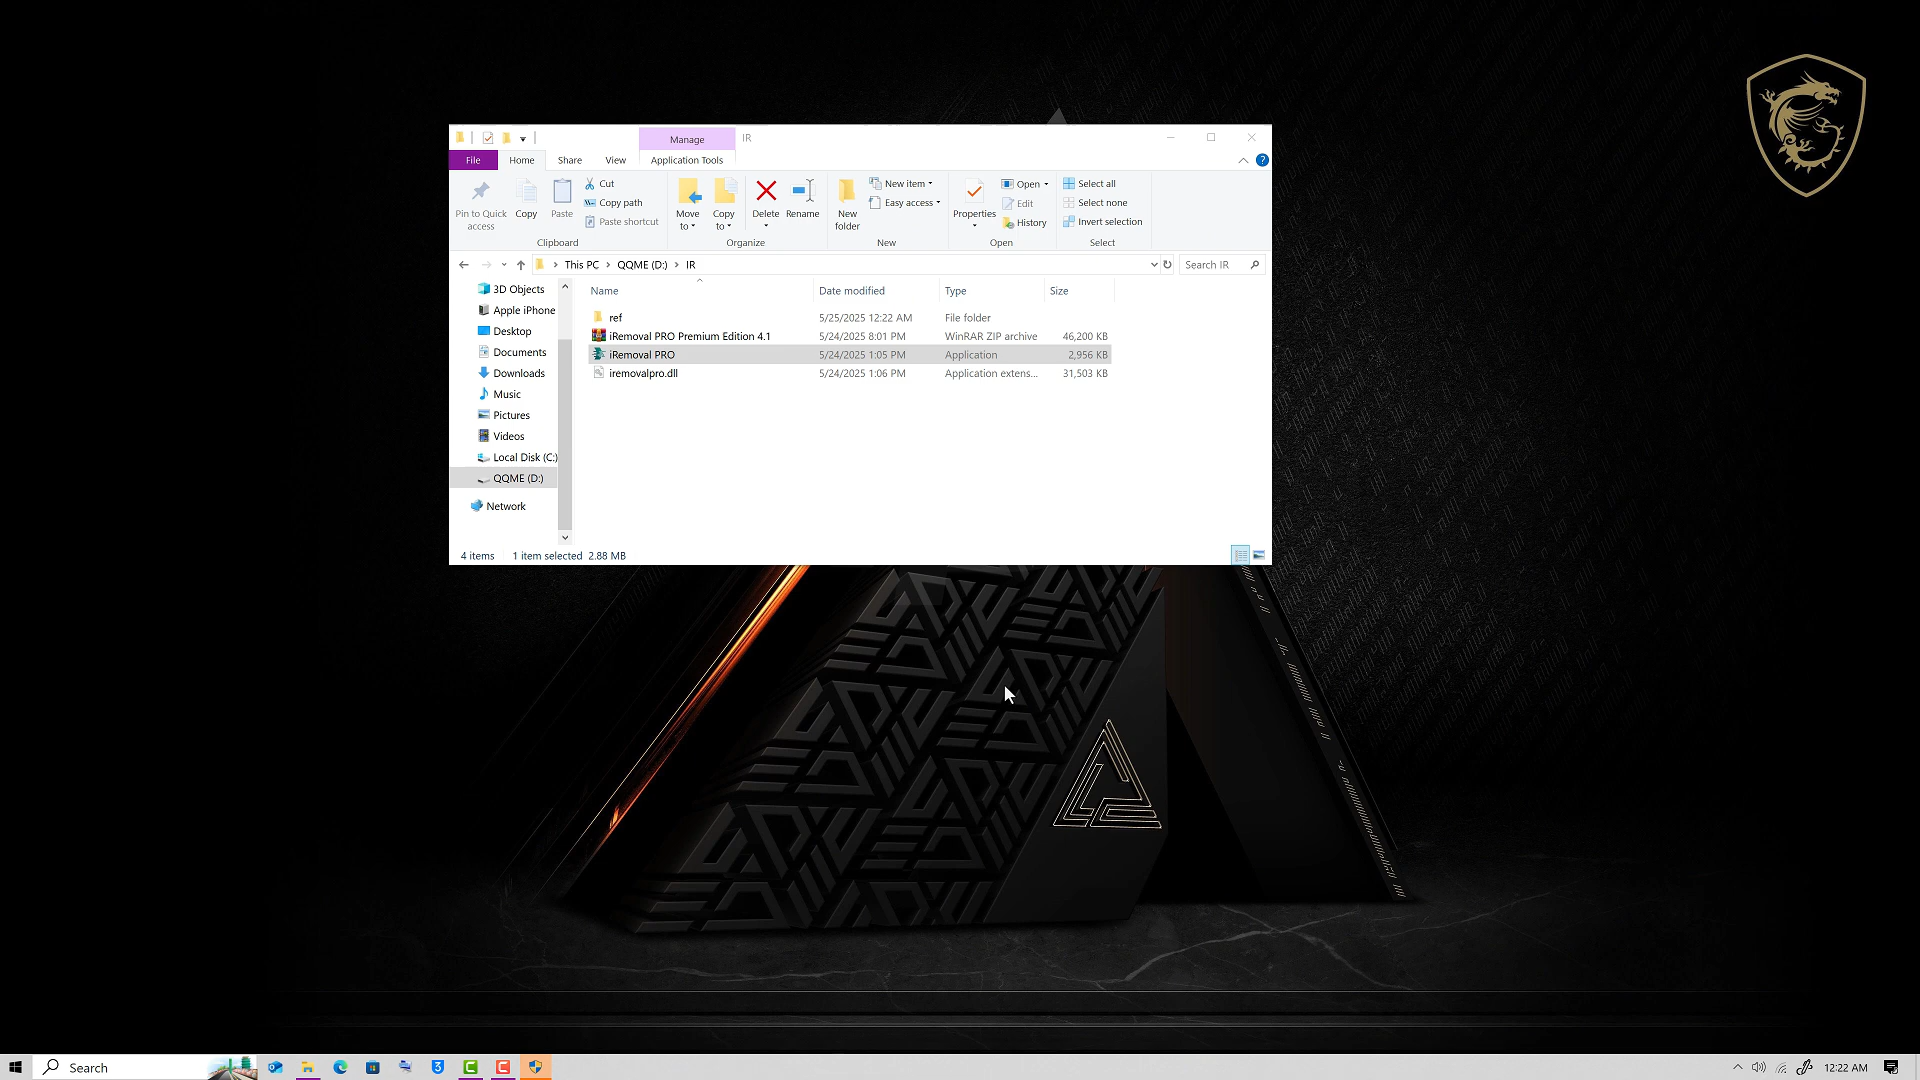 Manage
IR
File
Home
Share
View
Application Tools
Pin to Quick
access
Copy
Paste
Cut
Copy path
Paste shortcut
Clipboard
Move
to
Copy
to
Delete
Rename
Organize
New
folder
New item
Easy access
New
Properties
Open
Edit
History
Open
Select all
Select none
Invert selection
Select
This PC > QQME (D:) > IR
Search IR
3D Objects
Apple iPhone
Desktop
Documents
Downloads
Music
Pictures
Videos
Local Disk (C:)
QQME (D:)
Network
Name Date modified Type Size
ref 5/25/2025 12:22 AM File folder
iRemoval PRO Premium Edition 4.1 5/24/2025 8:01 PM WinRAR ZIP archive 46,200 KB
iRemoval PRO 5/24/2025 1:05 PM Application 2,956 KB
iremovalpro.dll 5/24/2025 1:06 PM Application extens... 31,503 KB
4 items 1 item selected 2.88 MB
Search
12:22 AM